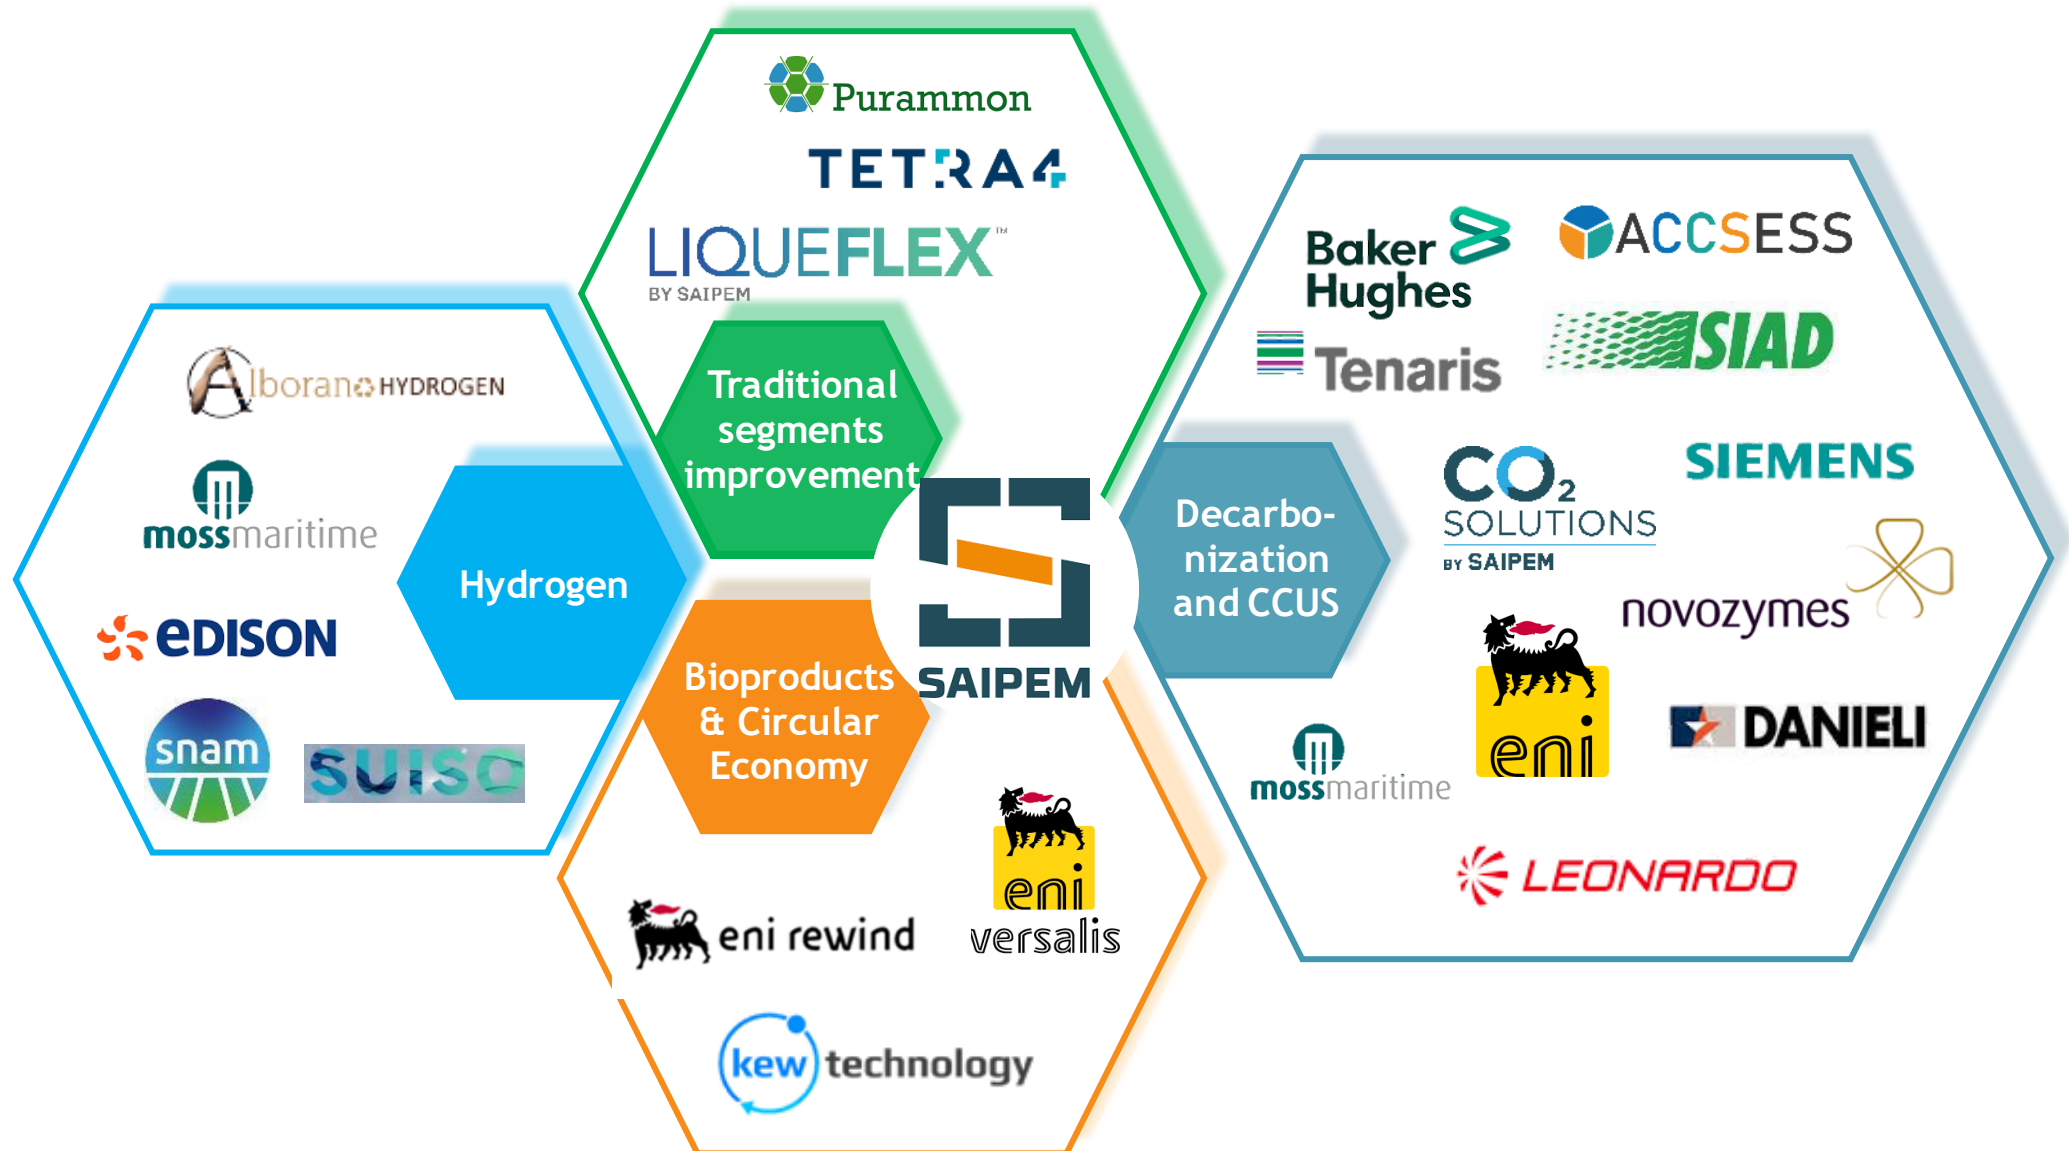 Purammon
TETRA4
LIQUEFLEX™
BY SAIPEM
Traditional
segments
improvement
Alboran HYDROGEN
mossmaritime
eDISON
snam
SUISO
Hydrogen
SAIPEM
Bioproducts
& Circular
Economy
eni
versalis
eni rewind
kew technology
Decarbo-
nization
and CCUS
Baker
Hughes
ACCSESS
Tenaris
SIAD
CO2
SOLUTIONS
BY SAIPEM
SIEMENS
novozymes
eni
DANIELI
mossmaritime
LEONARDO